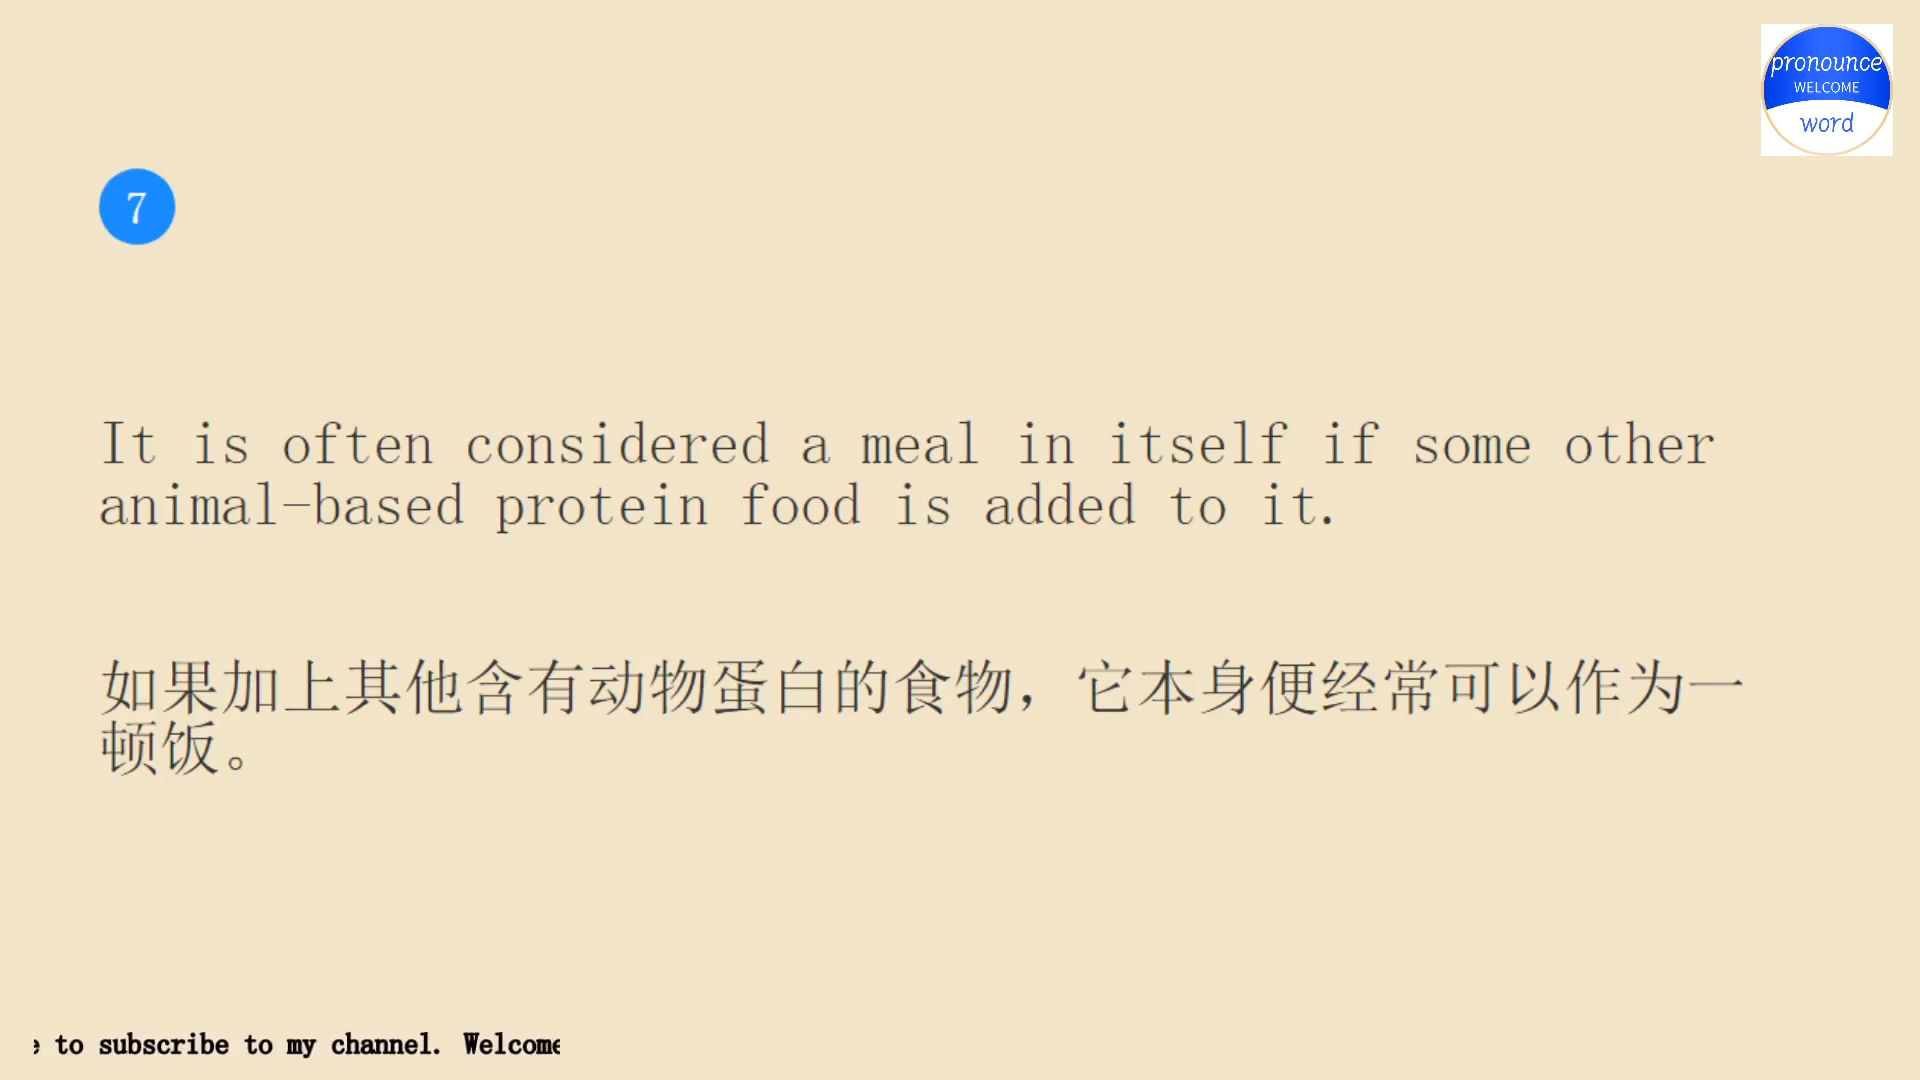 pronounce
WELCOME
word
7
It is often considered a meal in itself if some other
animal-based protein food is added to it.
如果加上其他含有动物蛋白的食物，它本身便经常可以作为一
顿饭。
to subscribe to my channel. Welcome